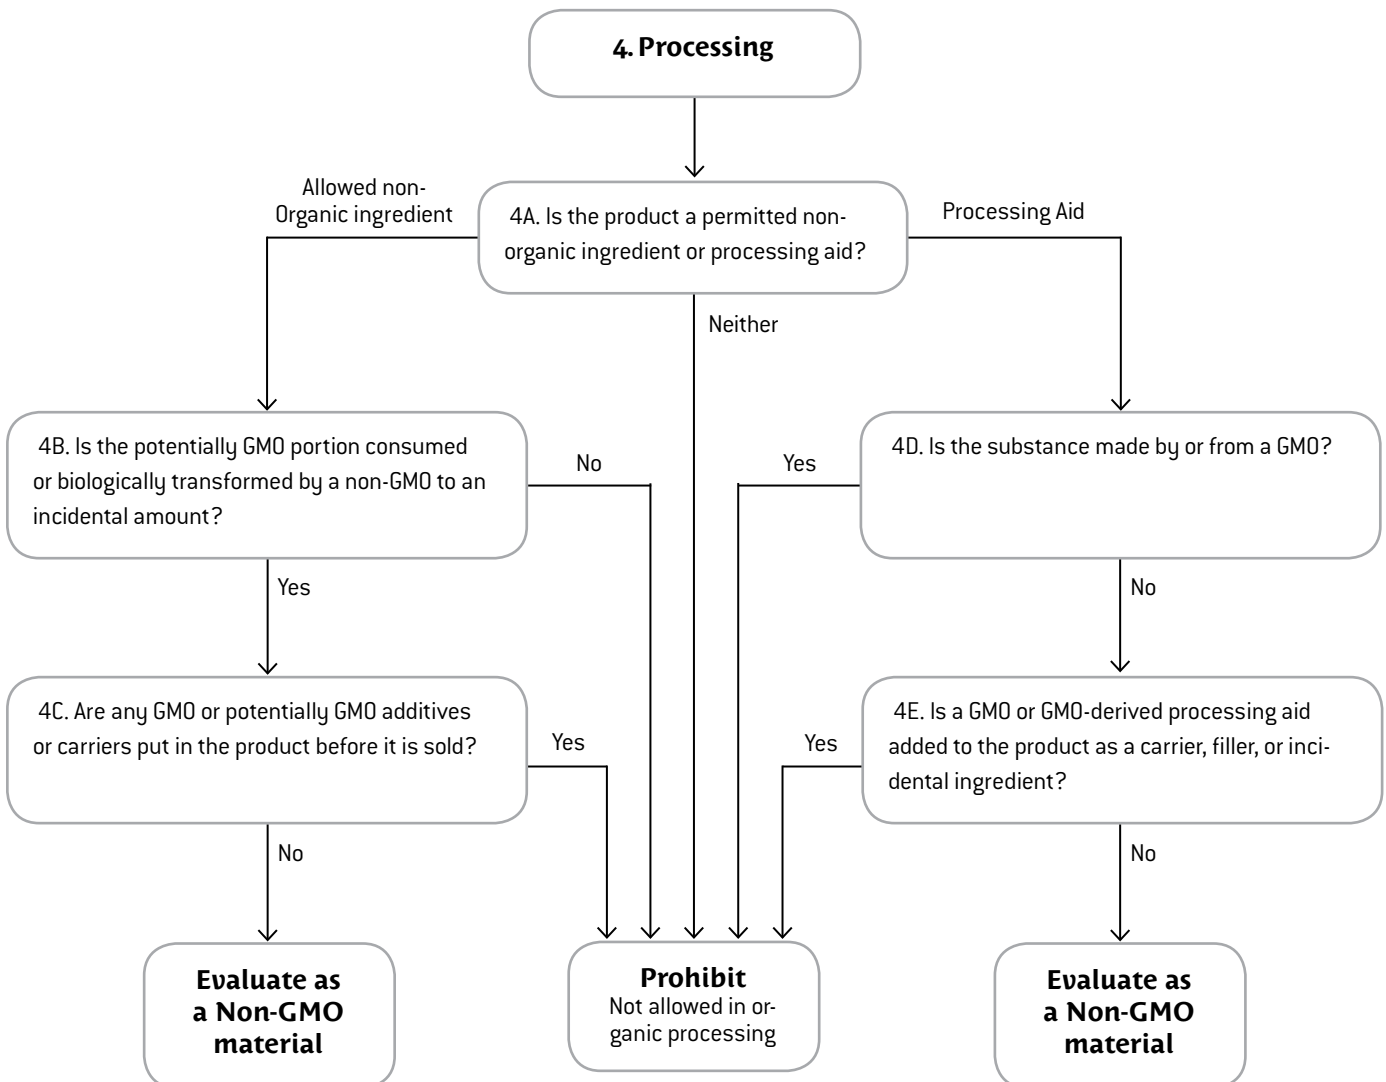 4. Processing
Allowed non-
Organic ingredient
4A. Is the product a permitted non-
organic ingredient or processing aid?
Processing Aid
Neither
4B. Is the potentially GMO portion consumed
or biologically transformed by a non-GMO to an
incidental amount?
No
Yes
4D. Is the substance made by or from a GMO?
Yes
No
4C. Are any GMO or potentially GMO additives
or carriers put in the product before it is sold?
Yes
Yes
4E. Is a GMO or GMO-derived processing aid
added to the product as a carrier, filler, or inci-
dental ingredient?
No
No
Evaluate as
a Non-GMO
material
Prohibit
Not allowed in or-
ganic processing
Evaluate as
a Non-GMO
material